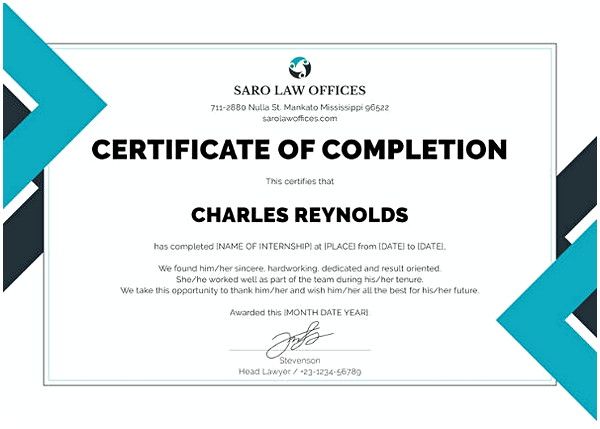 SARO LAW OFFICES
711-2880 Nulla St. Mankato Mississippi 96522
sarolawoffices.com
CERTIFICATE OF COMPLETION
This certifies that
CHARLES REYNOLDS
has completed [NAME OF INTERNSHIP] at [PLACE] from [DATE] to [DATE].
We found him/her sincere, hardworking, dedicated and result oriented.
She/he worked well as part of the team during his/her tenure.
We take this opportunity to thank him/her and wish him/her all the best for his/her future.
Awarded this [MONTH DATE YEAR]
Stevenson
Head Lawyer / +23-1234-56789